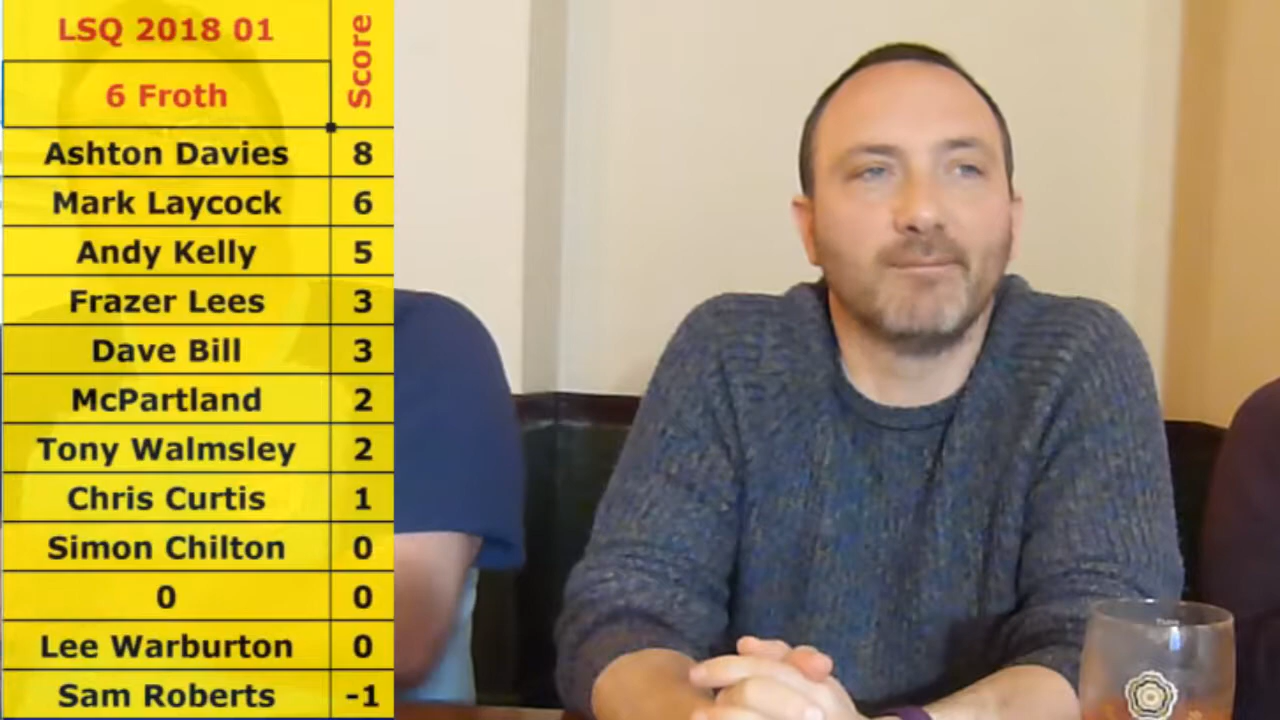 LSQ 2018 01
Score
6 Froth
Ashton Davies 8
Mark Laycock 6
Andy Kelly 5
Frazer Lees 3
Dave Bill 3
McPartland 2
Tony Walmsley 2
Chris Curtis 1
Simon Chilton 0
0 0
Lee Warburton 0
Sam Roberts -1